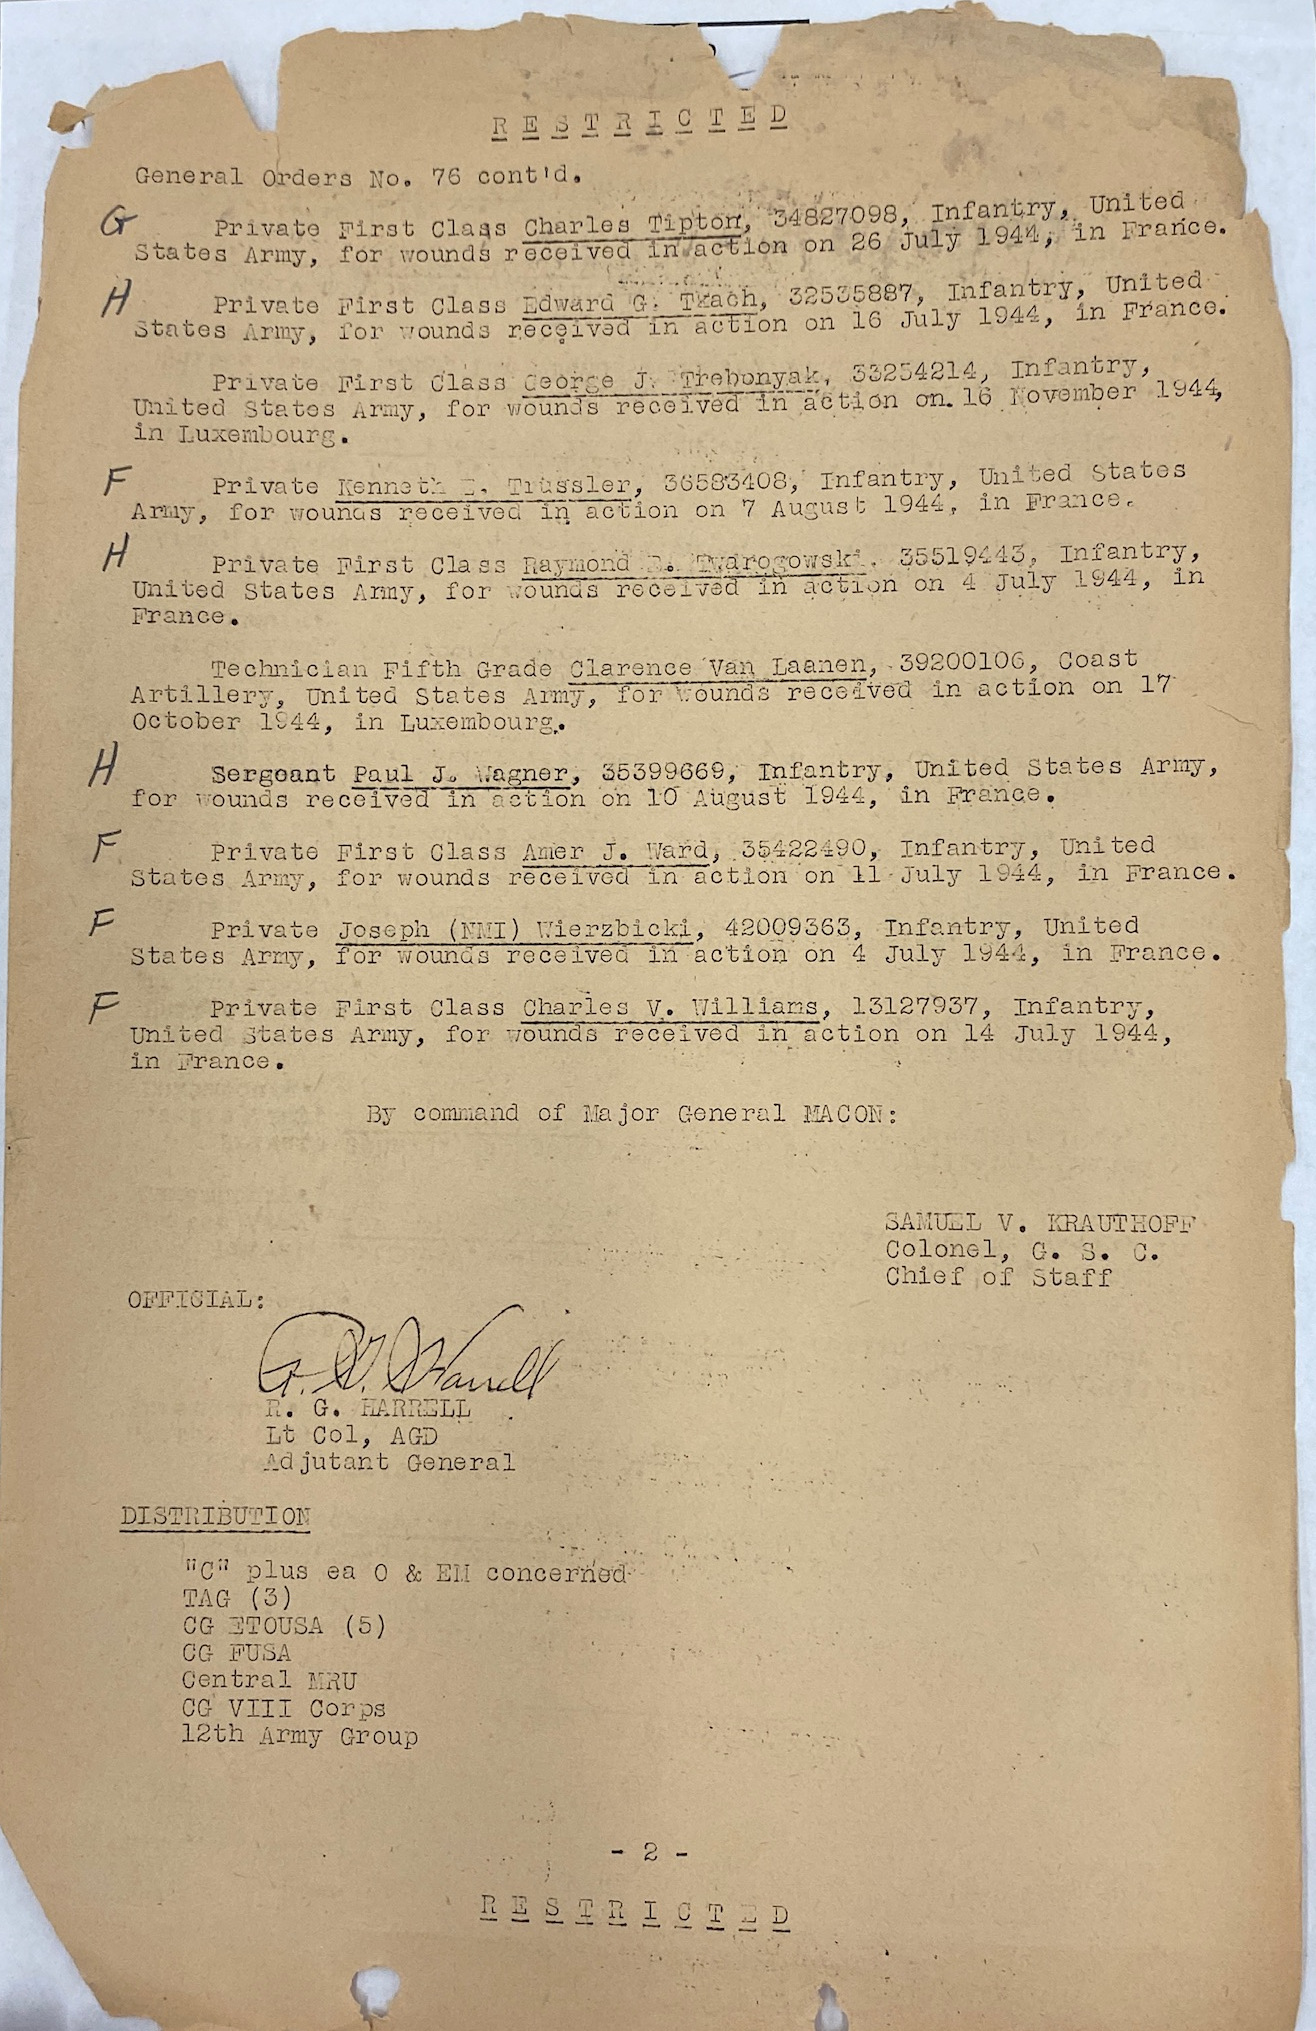 R E S T R I C T E D
General Orders No. 76 cont'd.
G
Private First Class Charles Tipton, 34827098, Infantry, United
States Army, for wounds received in action on 26 July 1944, in France.
H
Private First Class Edward G. Tkach, 32535887, Infantry, United
States Army, for wounds received in action on 16 July 1944, in France.
Private First Class George J. Trebonyak, 33254214, Infantry,
United States Army, for wounds received in action on 16 November 1944,
in Luxembourg.
F
Private Kenneth Trussler, 36583408, Infantry, United States
Army, for wounds received in action on 7 August 1944, in France.
H
Private First Class Raymond Twdrogowski, 35519443, Infantry,
United States Army, for wounds received in action on 4 July 1944, in
France.
Technician Fifth Grade Clarence Van Laanen, 39200106, Coast
Artillery, United States Army, for wounds received in action on 17
October 1944, in Luxembourg.
H
Sergeant Paul J. Wagner, 35399669, Infantry, United States Army,
for wounds received in action on 10 August 1944, in France.
F
Private First Class Amer J. Ward, 35422490, Infantry, United
States Army, for wounds received in action on 11 July 1944, in France.
F
Private Joseph (NMI) Wierzbicki, 42009363, Infantry, United
States Army, for wounds received in action on 4 July 1944, in France.
F
Private First Class Charles V. Williams, 13127937, Infantry,
United States Army, for wounds received in action on 14 July 1944,
in France.
By command of Major General MACON:
SAMUEL V. KRAUTHOFF
Colonel, G. S. C.
Chief of Staff
OFFICIAL:
R. G. Harrell
R. G. HARRELL
Lt Col, AGD
Adjutant General
DISTRIBUTION
"C" plus ea O & EM concerned
TAG (3)
CG ETOUSA (5)
CG FUSA
Central MRU
CG VIII Corps
12th Army Group
- 2 -
R E S T R I C T E D